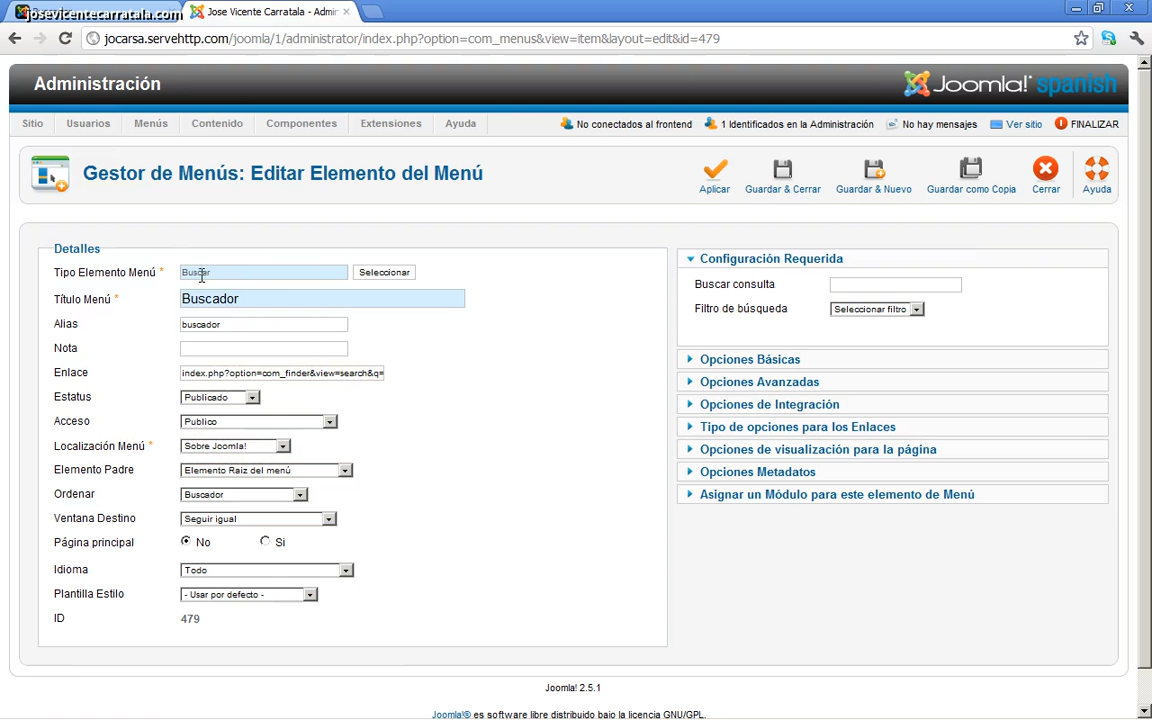 josevicentecarratala.com
Jose Vicente Carratala - Admir
jocarsa.servehttp.com/joomla/1/administrator/index.php?option=com_menus&view=item&layout=edit&id=479
Administración
Joomla! spanish
Sitio Usuarios Menús Contenido Componentes Extensiones Ayuda
No conectados al frontend 1 Identificados en la Administración No hay mensajes Ver sitio FINALIZAR
Gestor de Menús: Editar Elemento del Menú
Aplicar Guardar & Cerrar Guardar & Nuevo Guardar como Copia Cerrar Ayuda
Detalles
Tipo Elemento Menú * Buscar Seleccionar
Título Menú * Buscador
Alias buscador
Nota
Enlace index.php?option=com_finder&view=search&q=
Estatus Publicado
Acceso Publico
Localización Menú * Sobre Joomla!
Elemento Padre Elemento Raiz del menú
Ordenar Buscador
Ventana Destino Seguir igual
Página principal No Si
Idioma Todo
Plantilla Estilo - Usar por defecto -
ID 479
Configuración Requerida
Buscar consulta
Filtro de búsqueda Seleccionar filtro
Opciones Básicas
Opciones Avanzadas
Opciones de Integración
Tipo de opciones para los Enlaces
Opciones de visualización para la página
Opciones Metadatos
Asignar un Módulo para este elemento de Menú
Joomla! 2.5.1
Joomla!® es software libre distribuido bajo la licencia GNU/GPL.